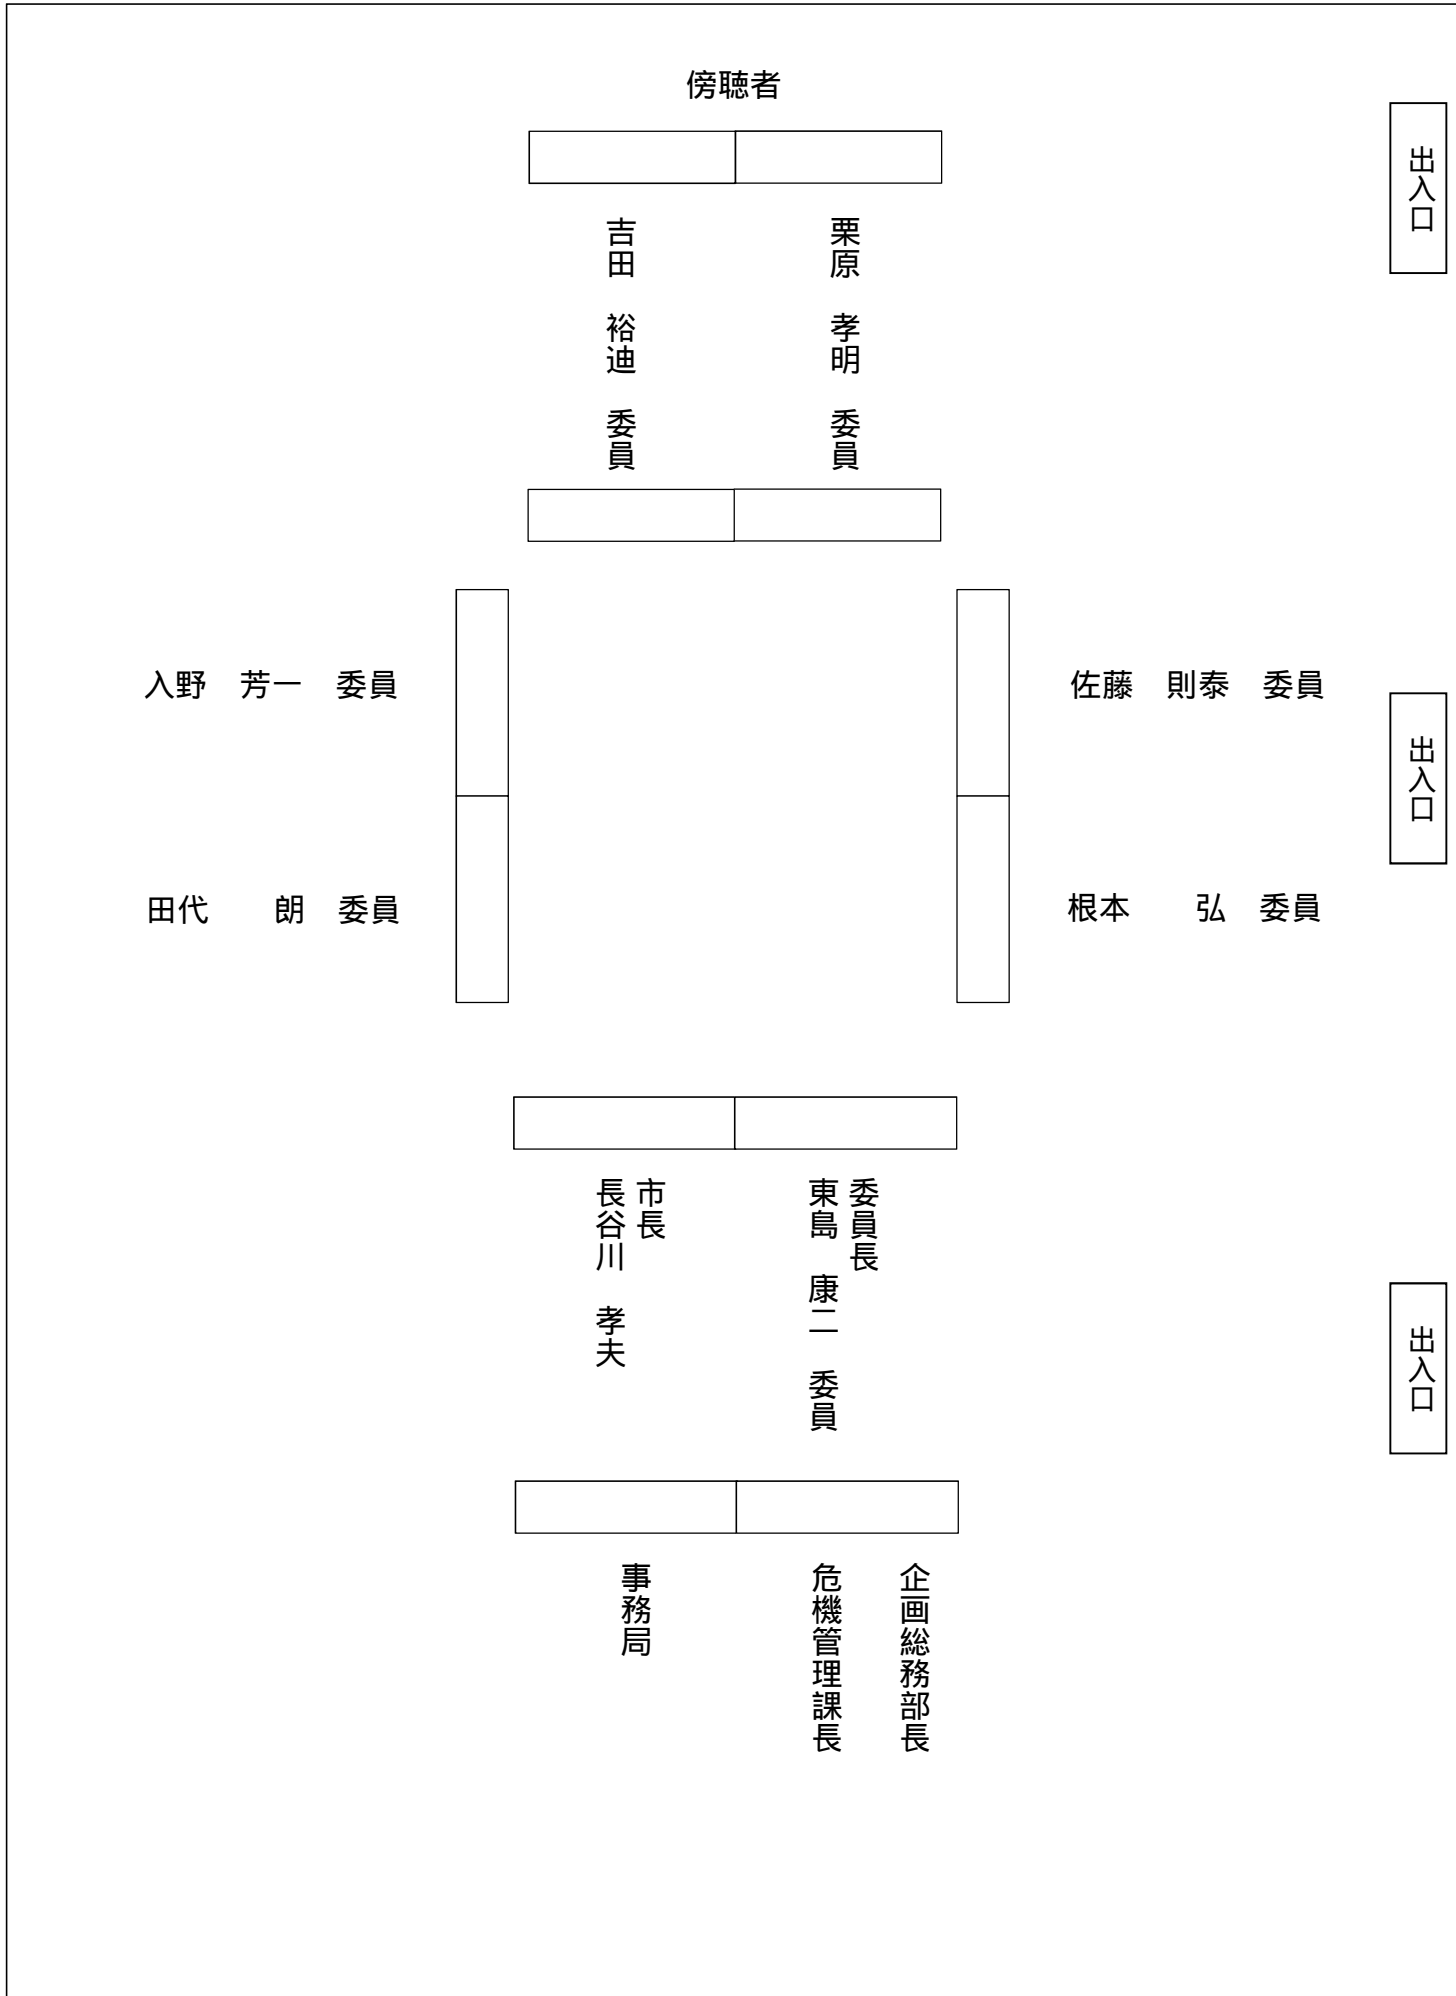 傍聴者
出入口
栗原　孝明　委員
吉田　裕迪　委員
入野　芳一　委員
佐藤　則泰　委員
出入口
田代　　朗　委員
根本　　弘　委員
委員長
東島　康二　委員
市長
長谷川　孝夫
出入口
企画総務部長
危機管理課長
事務局